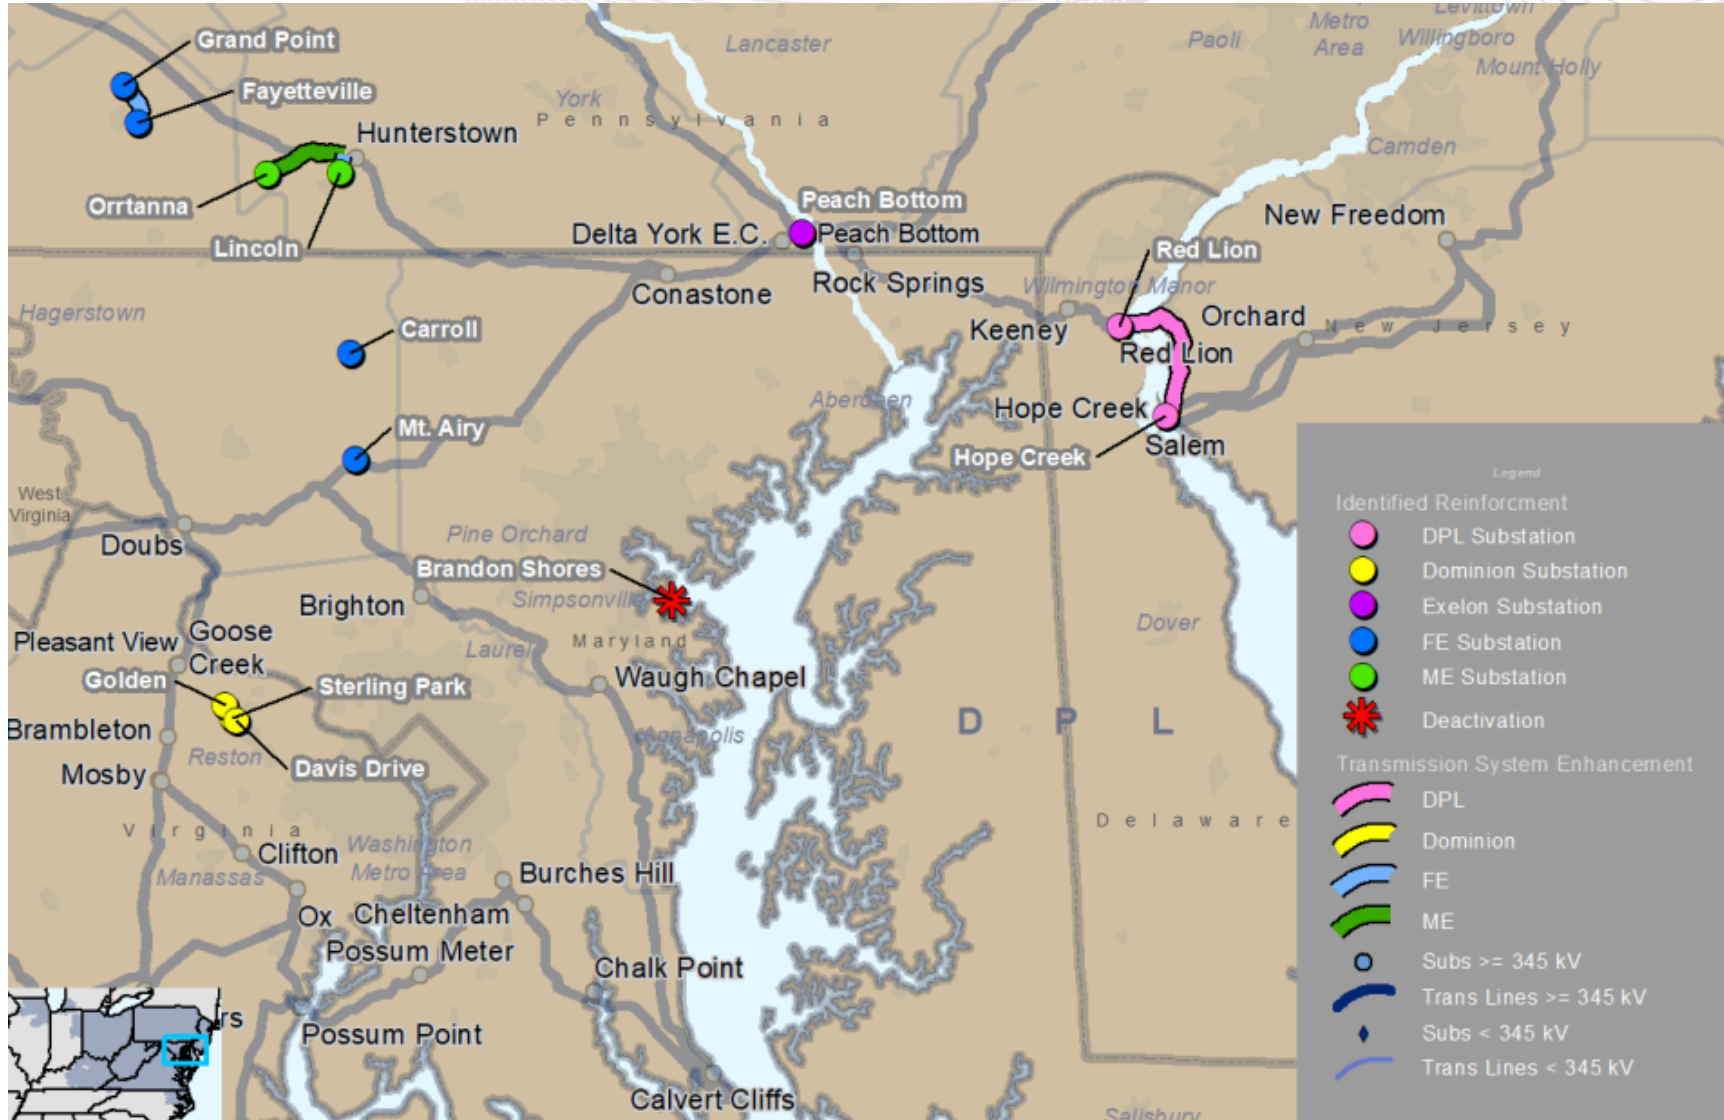 Levittown
Metro
Area
Willingboro
Mount Holly
Paoli
Lancaster
Grand Point
York
Fayetteville
Pennsylvania
Hunterstown
Camden
Orrtanna
Lincoln
Peach Bottom
Delta York E.C.
Peach Bottom
New Freedom
Red Lion
Conastone
Rock Springs
Wilmington Manor
Hagerstown
Keeney
Orchard
New Jersey
Carroll
Red Lion
Aberdeen
Hope Creek
Mt. Airy
Salem
Hope Creek
West
Virginia
Doubs
Pine Orchard
Brandon Shores
Simpsonville
Brighton
Dover
Pleasant View
Goose
Creek
Laurel
Maryland
Golden
Sterling Park
Waugh Chapel
DPL
Brambleton
Annapolis
Reston
Mosby
Davis Drive
Virginia
Delaware
Clifton
Washington
Metro Area
Manassas
Burches Hill
Ox
Cheltenham
Possum Meter
Chalk Point
rs
Possum Point
Calvert Cliffs
Salisbury
Legend
Identified Reinforcment
DPL Substation
Dominion Substation
Exelon Substation
FE Substation
ME Substation
Deactivation
Transmission System Enhancement
DPL
Dominion
FE
ME
Subs >= 345 kV
Trans Lines >= 345 kV
Subs < 345 kV
Trans Lines < 345 kV